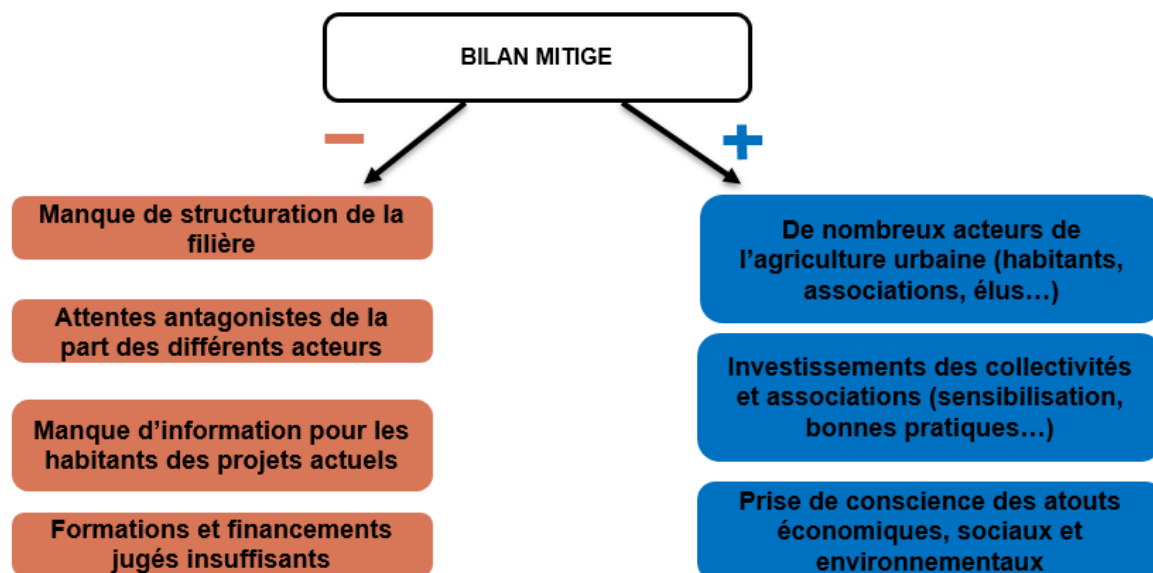 BILAN MITIGE
–
+
Manque de structuration de la
filière
Attentes antagonistes de la
part des différents acteurs
Manque d’information pour les
habitants des projets actuels
Formations et financements
jugés insuffisants
De nombreux acteurs de
l’agriculture urbaine (habitants,
associations, élus…)
Investissements des collectivités
et associations (sensibilisation,
bonnes pratiques…)
Prise de conscience des atouts
économiques, sociaux et
environnementaux